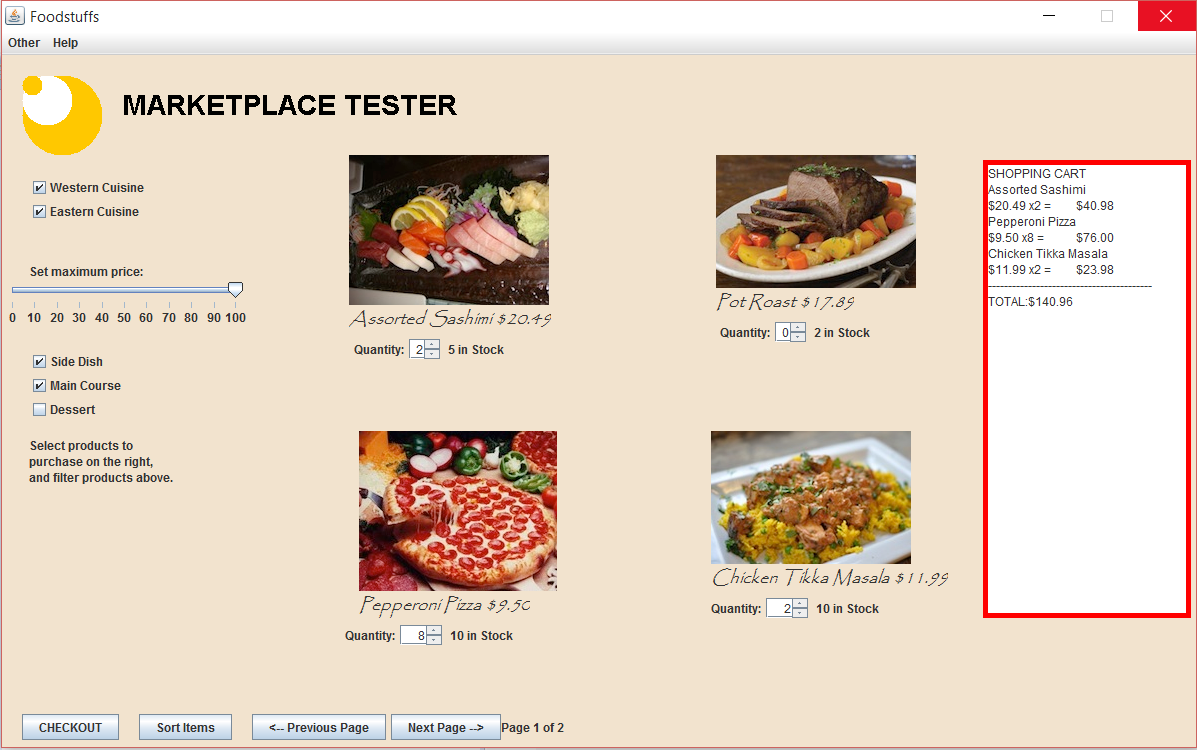 Foodstuffs
Other Help
MARKETPLACE TESTER
Western Cuisine
Eastern Cuisine
Set maximum price:
0 10 20 30 40 50 60 70 80 90 100
Side Dish
Main Course
Dessert
Select products to
purchase on the right,
and filter products above.
Assorted Sashimi $20.49
Quantity: 2 5 in Stock
Pot Roast $17.89
Quantity: 0 2 in Stock
Pepperoni Pizza $9.50
Quantity: 8 10 in Stock
Chicken Tikka Masala $11.99
Quantity: 2 10 in Stock
SHOPPING CART
Assorted Sashimi
$20.49 x2 = $40.98
Pepperoni Pizza
$9.50 x8 = $76.00
Chicken Tikka Masala
$11.99 x2 = $23.98
-----------------------------------------
TOTAL:$140.96
CHECKOUT
Sort Items
<-- Previous Page
Next Page -->
Page 1 of 2